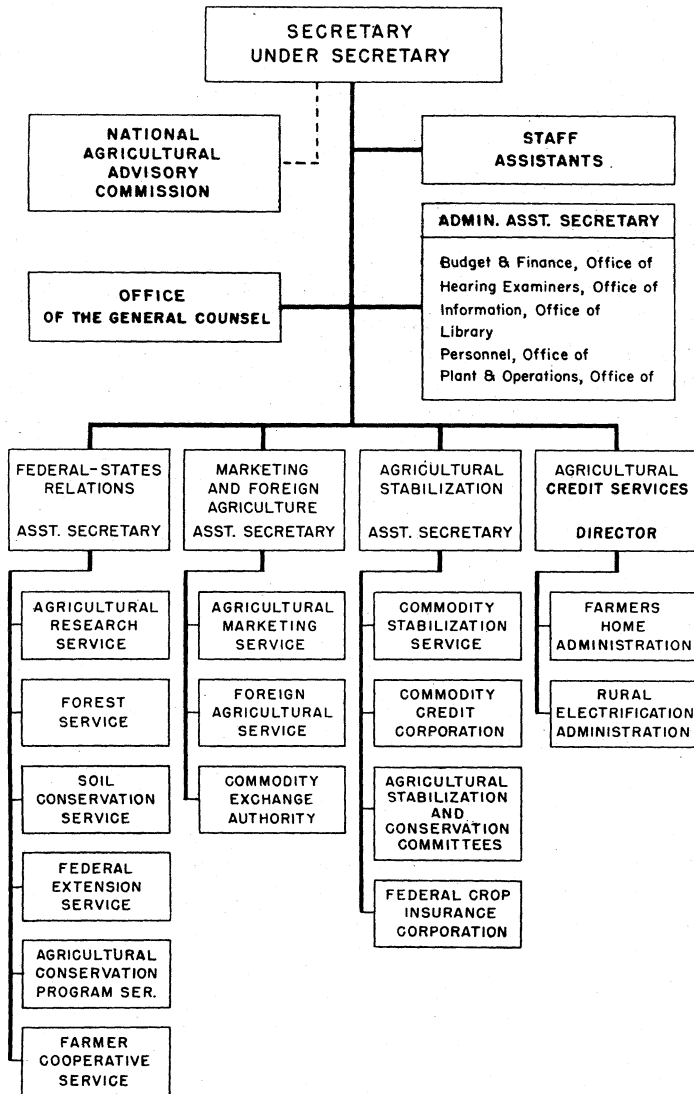 SECRETARY
UNDER SECRETARY
NATIONAL
AGRICULTURAL
ADVISORY
COMMISSION
STAFF
ASSISTANTS
OFFICE
OF THE GENERAL COUNSEL
ADMIN. ASST. SECRETARY
Budget & Finance, Office of
Hearing Examiners, Office of
Information, Office of
Library
Personnel, Office of
Plant & Operations, Office of
FEDERAL-STATES
RELATIONS
ASST. SECRETARY
AGRICULTURAL
RESEARCH
SERVICE
FOREST
SERVICE
SOIL
CONSERVATION
SERVICE
FEDERAL
EXTENSION
SERVICE
AGRICULTURAL
CONSERVATION
PROGRAM SER.
FARMER
COOPERATIVE
SERVICE
MARKETING
AND FOREIGN
AGRICULTURE
ASST. SECRETARY
AGRICULTURAL
MARKETING
SERVICE
FOREIGN
AGRICULTURAL
SERVICE
COMMODITY
EXCHANGE
AUTHORITY
AGRICULTURAL
STABILIZATION
ASST. SECRETARY
COMMODITY
STABILIZATION
SERVICE
COMMODITY
CREDIT
CORPORATION
AGRICULTURAL
STABILIZATION
AND
CONSERVATION
COMMITTEES
FEDERAL CROP
INSURANCE
CORPORATION
AGRICULTURAL
CREDIT SERVICES
DIRECTOR
FARMERS
HOME
ADMINISTRATION
RURAL
ELECTRIFICATION
ADMINISTRATION